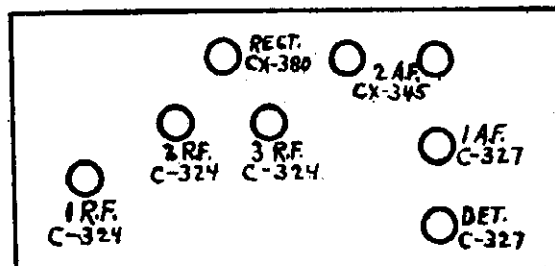 RECT.
CX-380
2 A.F.
CX-345
2 R.F.
C-324
3 R.F.
C-324
1 A.F.
C-327
1 R.F.
C-324
DET.
C-327